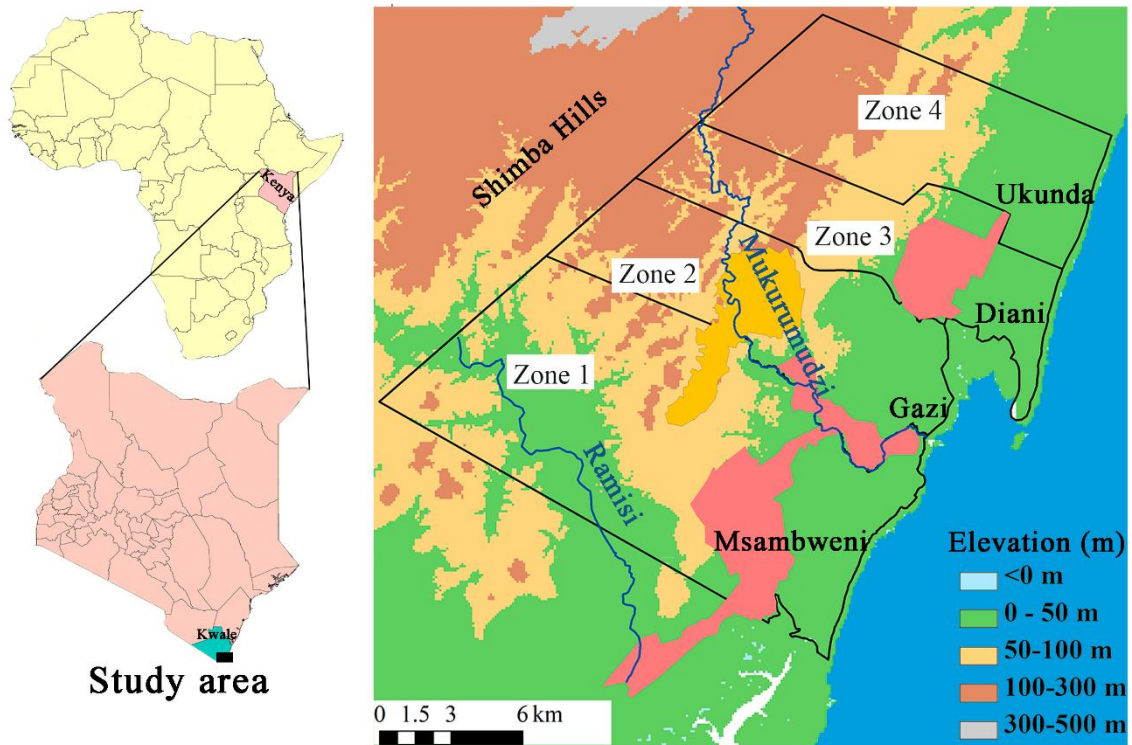 Kenya
Kwale
Study area
Shimba Hills
Zone 4
Ukunda
Zone 3
Zone 2
Mukurumudzi
Diani
Zone 1
Gazi
Ramisi
Msambweni
Elevation (m)
<0 m
0 - 50 m
50-100 m
100-300 m
300-500 m
0 1.5 3 6 km